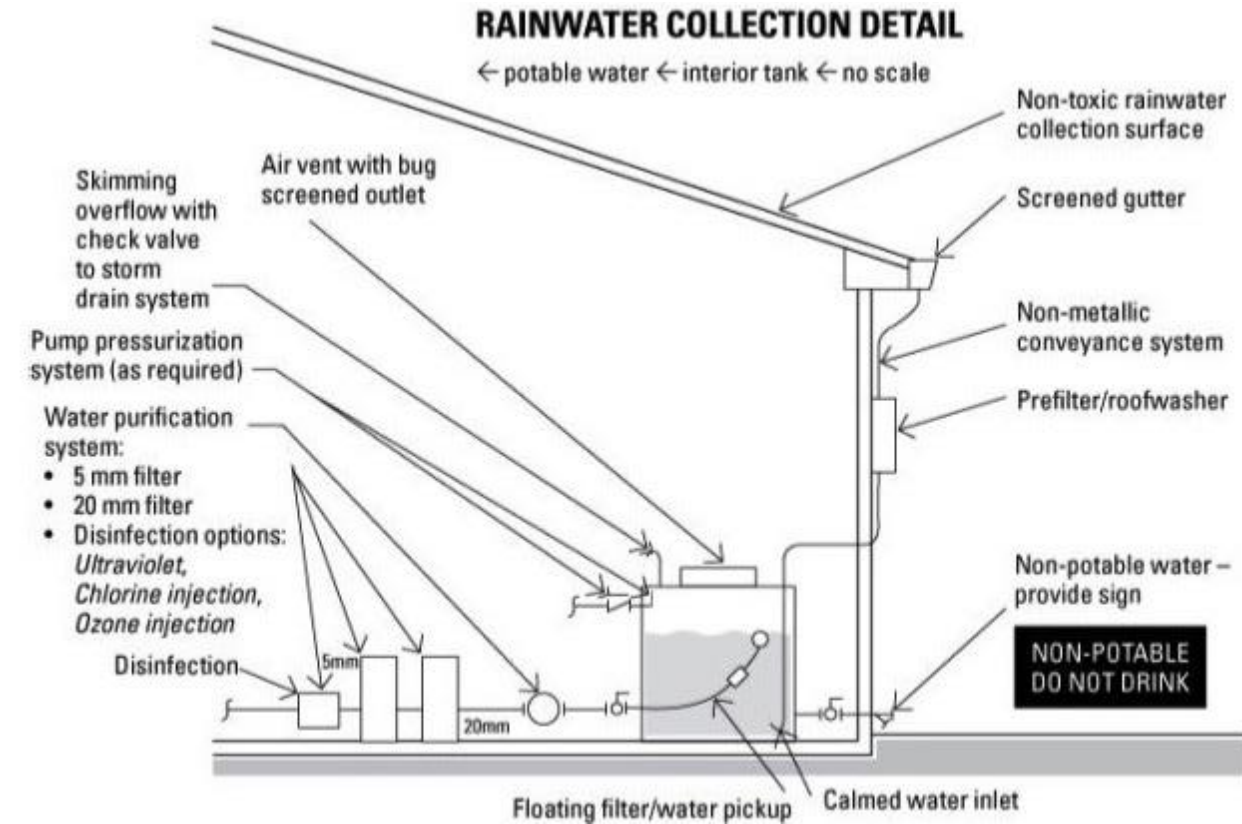 RAINWATER COLLECTION DETAIL
← potable water ← interior tank ← no scale
Non-toxic rainwater
collection surface
Air vent with bug
screened outlet
Skimming
overflow with
check valve
to storm
drain system
Screened gutter
Non-metallic
conveyance system
Pump pressurization
system (as required)
Prefilter/roofwasher
Water purification
system:
• 5 mm filter
• 20 mm filter
• Disinfection options:
Ultraviolet,
Chlorine injection,
Ozone injection
Non-potable water –
provide sign
NON-POTABLE
DO NOT DRINK
Disinfection
5mm
20mm
Floating filter/water pickup
Calmed water inlet